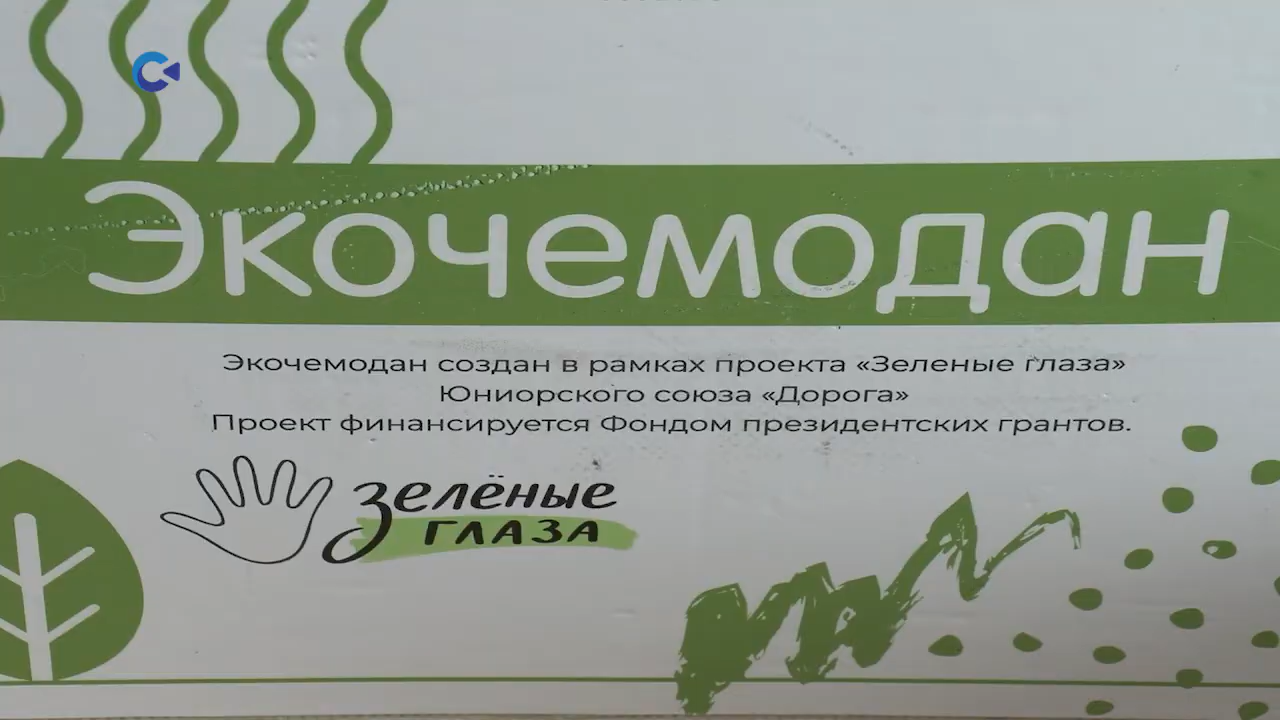 Экочемодан
Экочемодан создан в рамках проекта «Зеленые глаза»
Юниорского союза «Дорога»
Проект финансируется Фондом президентских грантов.
зелёные
ГЛАЗА